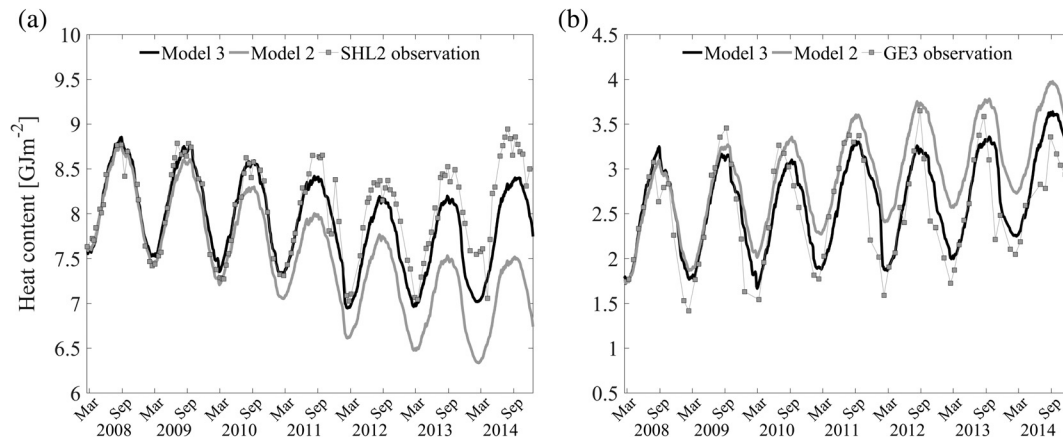 (a)
Model 3 Model 2 SHL2 observation
Heat content [GJm-2]
10
9.5
9
8.5
8
7.5
7
6.5
6
Mar Sep Mar Sep Mar Sep Mar Sep Mar Sep Mar Sep Mar Sep
2008 2009 2010 2011 2012 2013 2014
(b)
Model 3 Model 2 GE3 observation
4.5
4
3.5
3
2.5
2
1.5
1
0.5
Mar Sep Mar Sep Mar Sep Mar Sep Mar Sep Mar Sep Mar Sep
2008 2009 2010 2011 2012 2013 2014